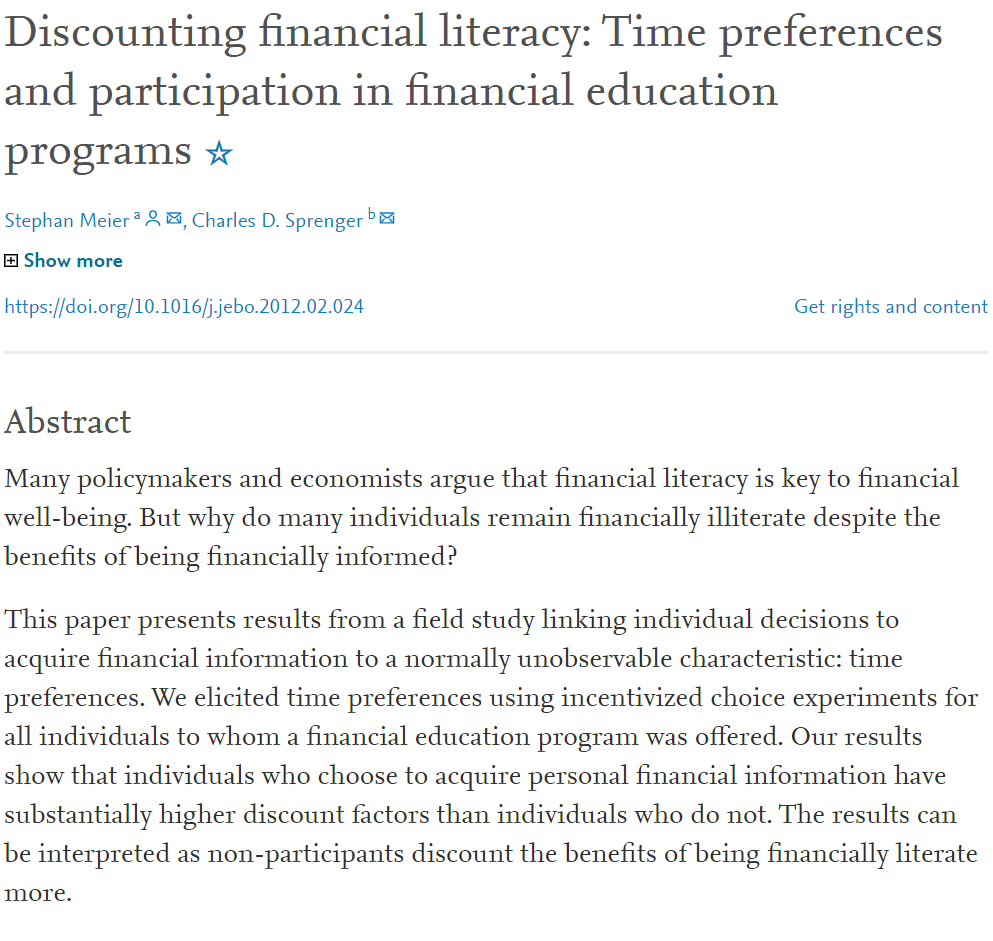 Discounting financial literacy: Time preferences
and participation in financial education
programs ☆
Stephan Meier a, Charles D. Sprenger b
Show more
https://doi.org/10.1016/j.jebo.2012.02.024
Get rights and content
Abstract
Many policymakers and economists argue that financial literacy is key to financial
well-being. But why do many individuals remain financially illiterate despite the
benefits of being financially informed?
This paper presents results from a field study linking individual decisions to
acquire financial information to a normally unobservable characteristic: time
preferences. We elicited time preferences using incentivized choice experiments for
all individuals to whom a financial education program was offered. Our results
show that individuals who choose to acquire personal financial information have
substantially higher discount factors than individuals who do not. The results can
be interpreted as non-participants discount the benefits of being financially literate
more.